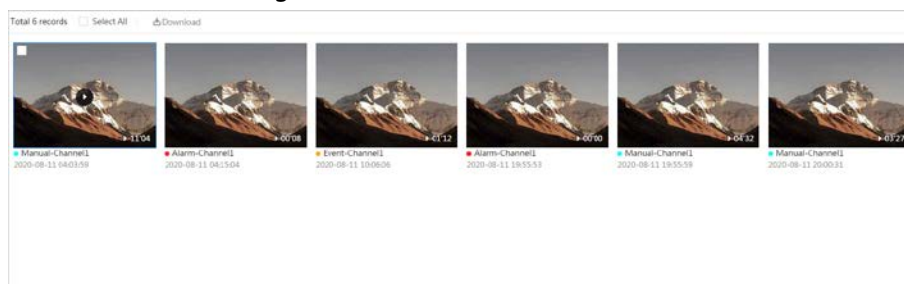 Total 6 records Select All Download
11:04 00:08 01:12 00:00 04:32 03:27
Manual-Channel1 Alarm-Channel1 Event-Channel1 Alarm-Channel1 Manual-Channel1 Manual-Channel1
2020-08-11 04:03:59 2020-08-11 04:15:04 2020-08-11 10:06:06 2020-08-11 19:55:53 2020-08-11 19:55:59 2020-08-11 20:00:31